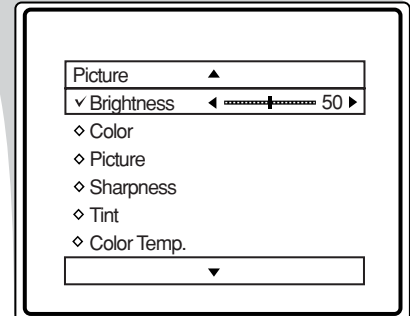 Picture
Brightness 50
Color
Picture
Sharpness
Tint
Color Temp.